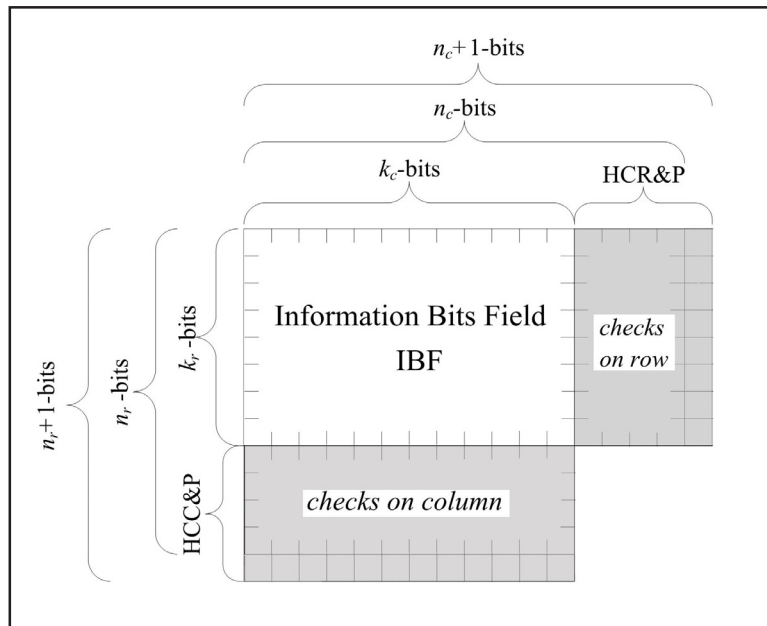 n_c+1-bits
n_c-bits
k_c-bits
HCR&P
n_r+1-bits
n_r -bits
k_r -bits
Information Bits Field
IBF
checks
on row
HCC&P
checks on column